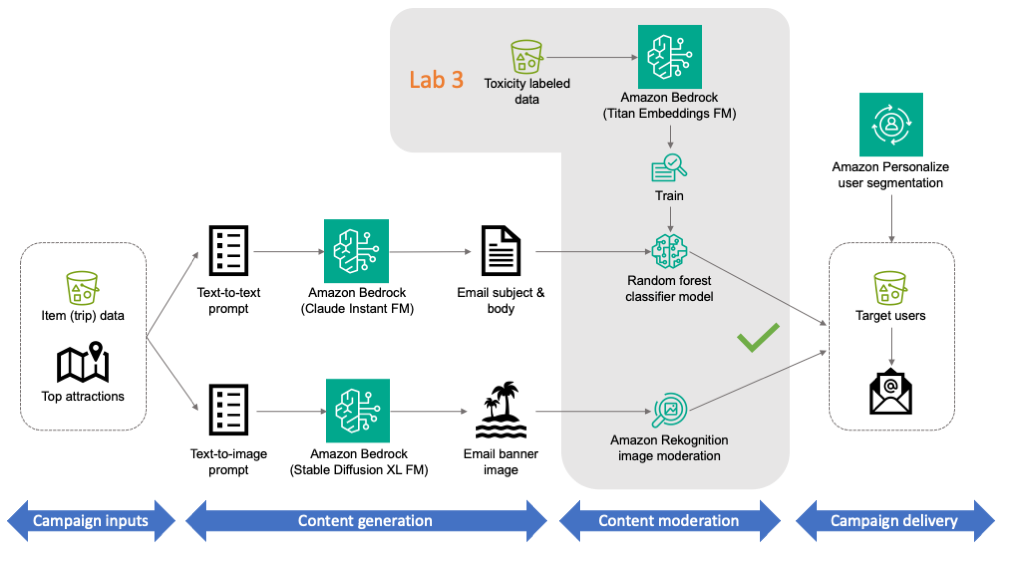 Lab 3
Toxicity labeled
data
Amazon Bedrock
(Titan Embeddings FM)
Train
Amazon Personalize
user segmentation
Item (trip) data
Top attractions
Text-to-text
prompt
Amazon Bedrock
(Claude Instant FM)
Email subject &
body
Random forest
classifier model
Target users
@
Text-to-image
prompt
Amazon Bedrock
(Stable Diffusion XL FM)
Email banner
image
Amazon Rekognition
image moderation
Campaign inputs
Content generation
Content moderation
Campaign delivery